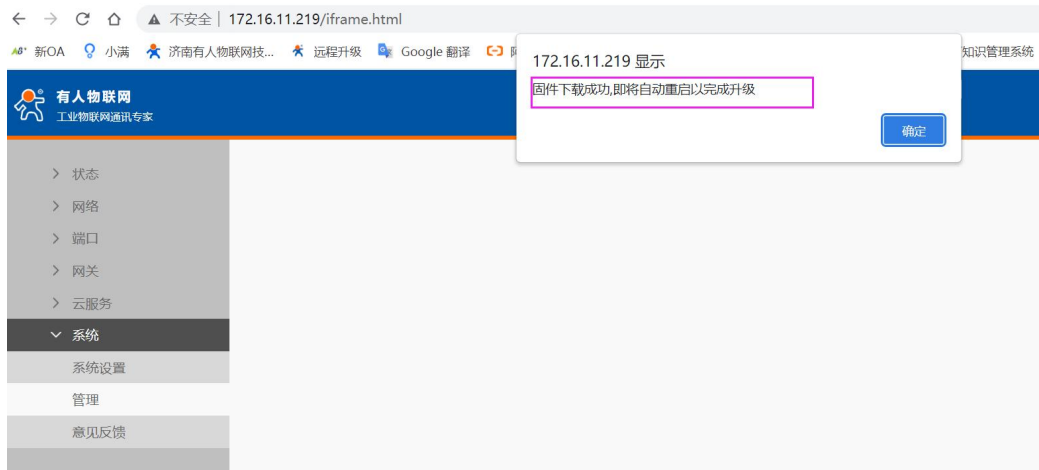 不安全 | 172.16.11.219/iframe.html
新OA 小满 济南有人物联网技... 远程升级 Google 翻译 知识管理系统
172.16.11.219 显示
固件下载成功,即将自动重启以完成升级
确定
有人物联网
工业物联网通讯专家
状态
网络
端口
网关
云服务
系统
系统设置
管理
意见反馈